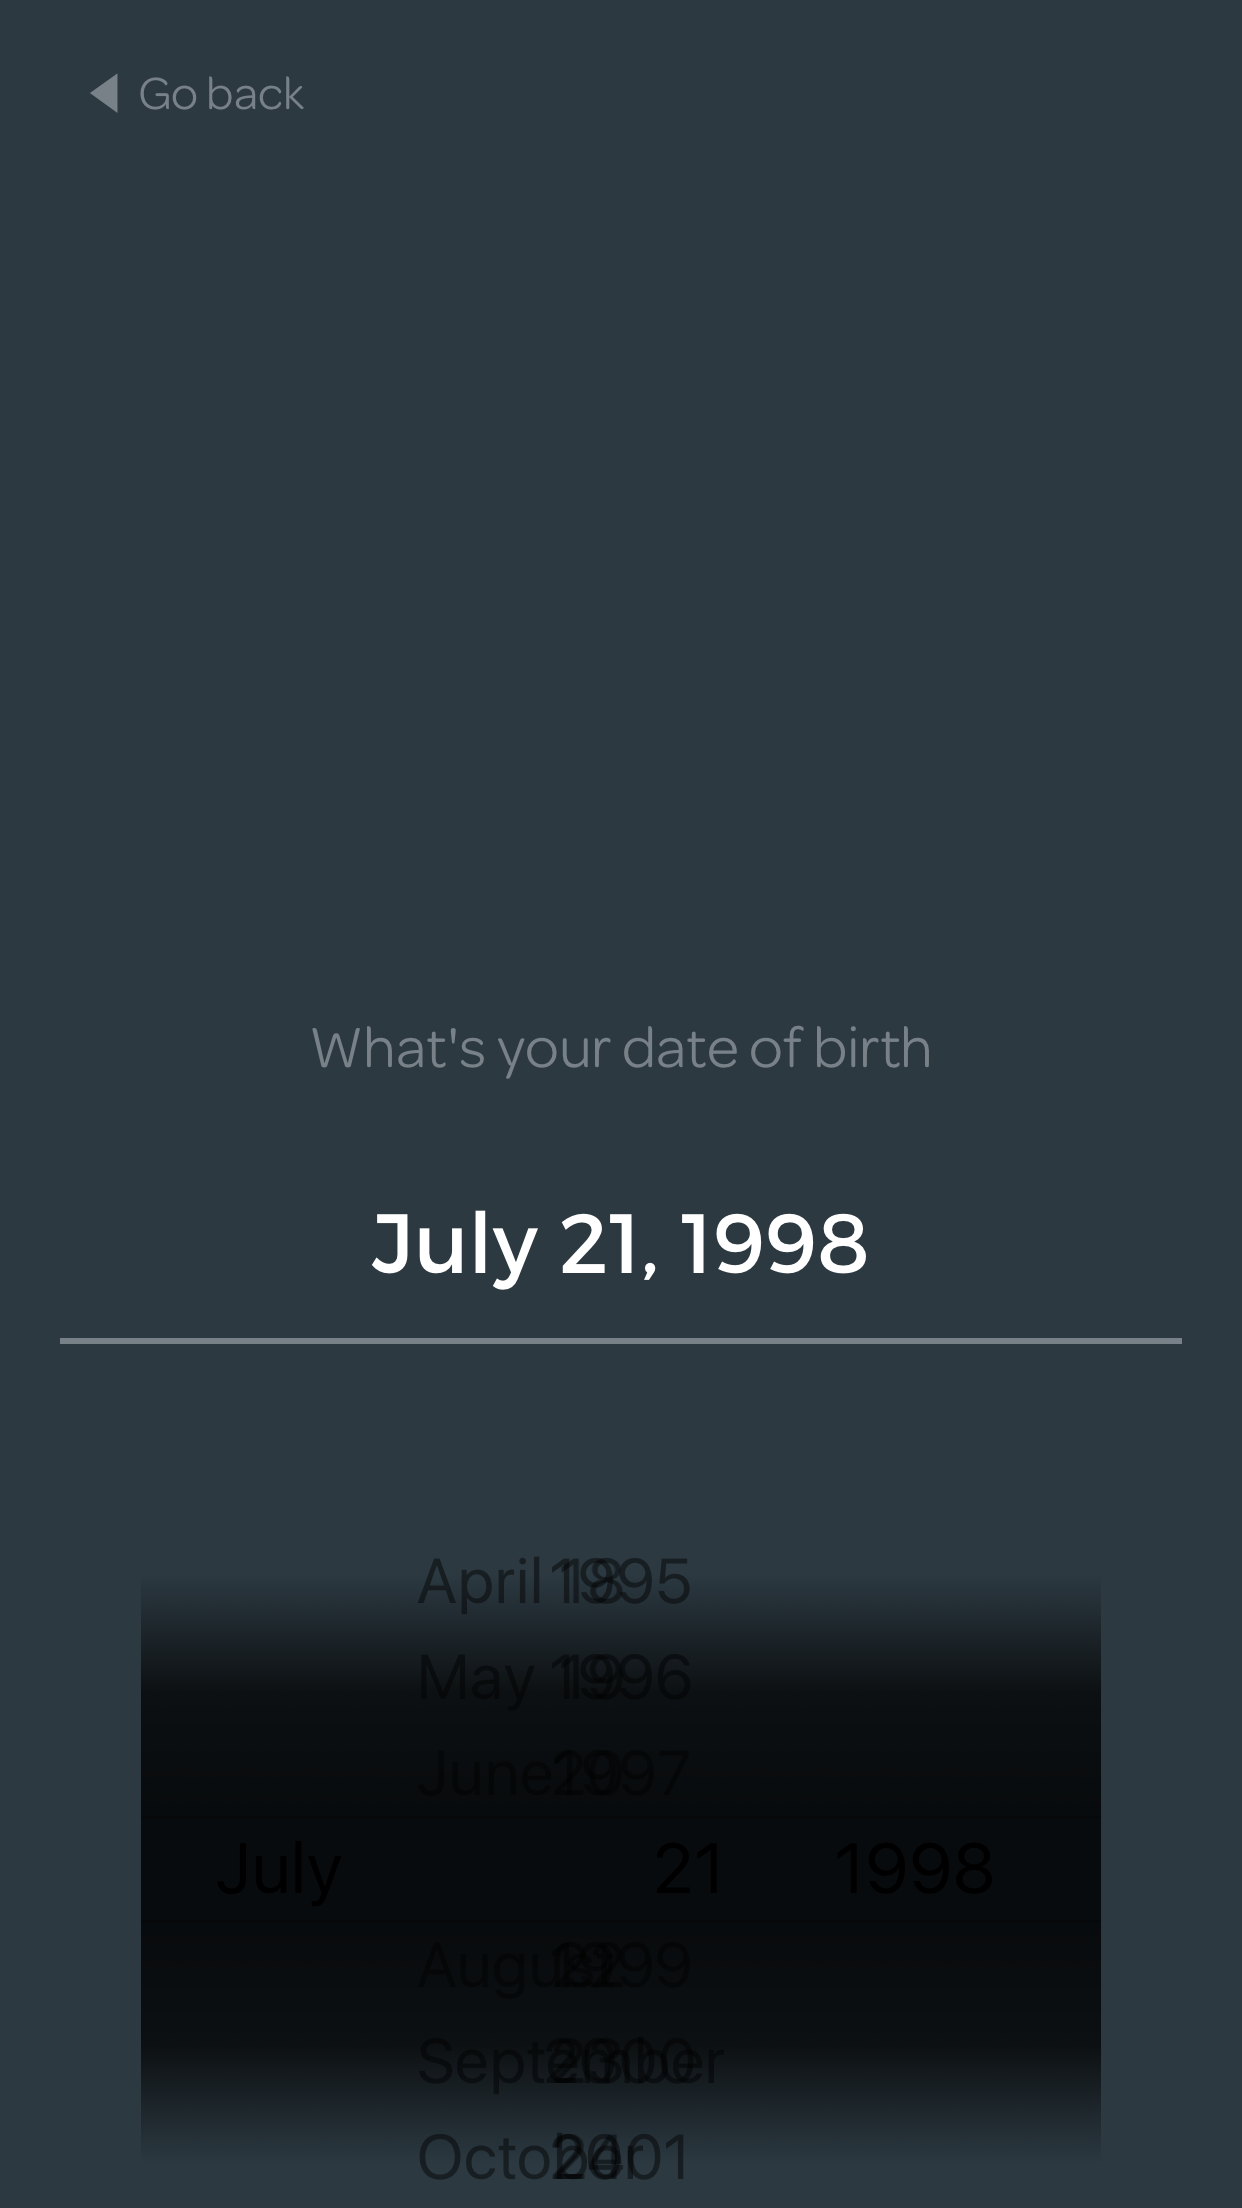 Go back
What's your date of birth
July 21, 1998
April 18 1995
May 19 1996
June 20 1997
July 21 1998
August 22 1999
September 23 2000
October 24 2001